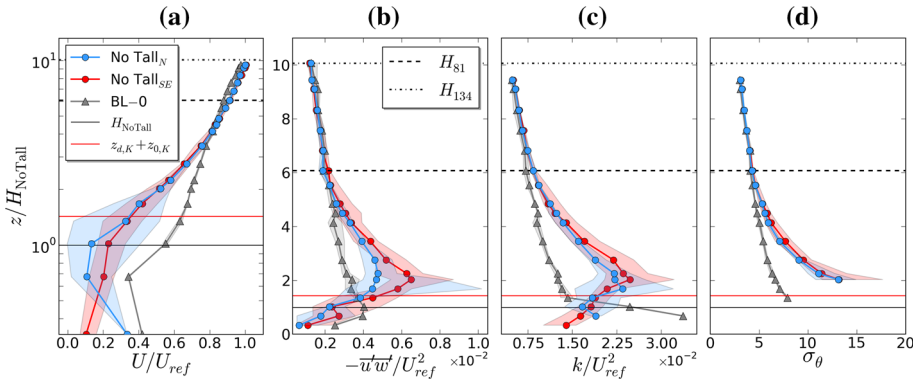 (a) (b) (c) (d)
z/H_NoTall
10^1
10^0
No Tall_N
No Tall_SE
BL−0
H_NoTall
z_{d,K}+z_{0,K}
0.0 0.2 0.4 0.6 0.8 1.0
U/U_ref
10
8
6
4
2
0
H_81
H_134
0.2 0.4 0.6 0.8 1.0
×10^{−2}
−u′w′/U²_ref
0.75 1.50 2.25 3.00
×10^{−2}
k/U²_ref
0 5 10 15 20
σ_θ